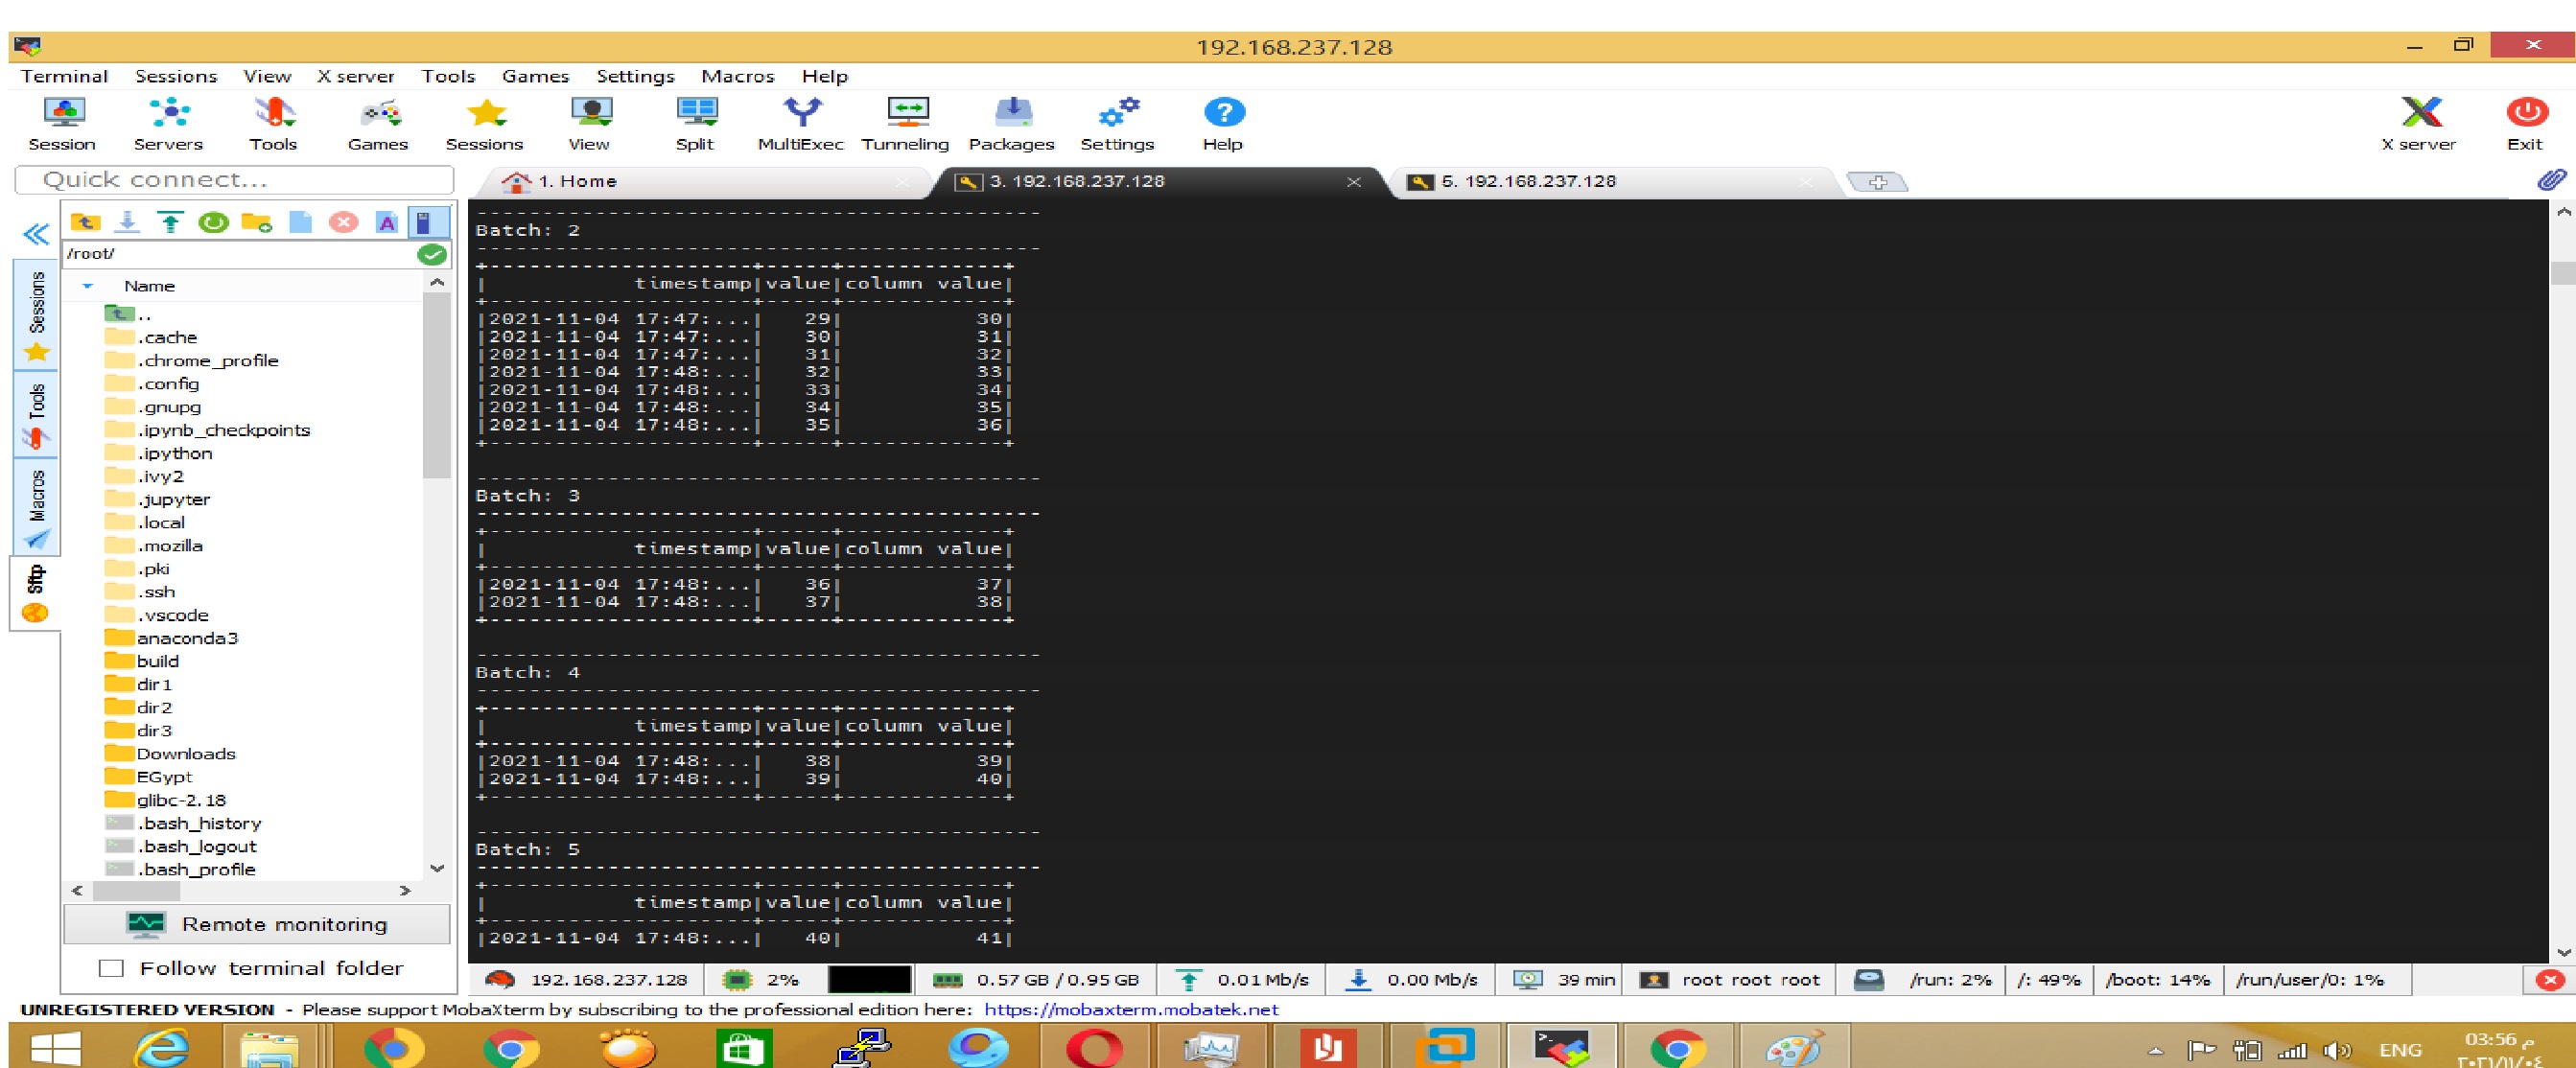 192.168.237.128
Terminal Sessions View X server Tools Games Settings Macros Help
Session Servers Tools Games Sessions View Split MultiExec Tunneling Packages Settings Help X server Exit
Quick connect...
1. Home
3. 192.168.237.128
5. 192.168.237.128
/root/
Name
..
.cache
.chrome_profile
.config
.gnupg
.ipynb_checkpoints
.ipython
.ivy2
.jupyter
.local
.mozilla
.pki
.ssh
.vscode
anaconda3
build
dir1
dir2
dir3
Downloads
EGypt
glibc-2.18
.bash_history
.bash_logout
.bash_profile
Remote monitoring
Follow terminal folder
Sessions
Tools
Macros
Sftp
-------------------------------------------
Batch: 2
-------------------------------------------
+--------------------+-----+------------+
|           timestamp|value|column value|
+--------------------+-----+------------+
|2021-11-04 17:47:...|   29|          30|
|2021-11-04 17:47:...|   30|          31|
|2021-11-04 17:47:...|   31|          32|
|2021-11-04 17:48:...|   32|          33|
|2021-11-04 17:48:...|   33|          34|
|2021-11-04 17:48:...|   34|          35|
|2021-11-04 17:48:...|   35|          36|
+--------------------+-----+------------+
-------------------------------------------
Batch: 3
-------------------------------------------
+--------------------+-----+------------+
|           timestamp|value|column value|
+--------------------+-----+------------+
|2021-11-04 17:48:...|   36|          37|
|2021-11-04 17:48:...|   37|          38|
+--------------------+-----+------------+
-------------------------------------------
Batch: 4
-------------------------------------------
+--------------------+-----+------------+
|           timestamp|value|column value|
+--------------------+-----+------------+
|2021-11-04 17:48:...|   38|          39|
|2021-11-04 17:48:...|   39|          40|
+--------------------+-----+------------+
-------------------------------------------
Batch: 5
-------------------------------------------
+--------------------+-----+------------+
|           timestamp|value|column value|
+--------------------+-----+------------+
|2021-11-04 17:48:...|   40|          41|
192.168.237.128 2% 0.57 GB / 0.95 GB 0.01 Mb/s 0.00 Mb/s 39 min root root root /run: 2% /: 49% /boot: 14% /run/user/0: 1%
UNREGISTERED VERSION - Please support MobaXterm by subscribing to the professional edition here: https://mobaxterm.mobatek.net
ENG
03:56 م
٢٠٢١/١١/٠٤